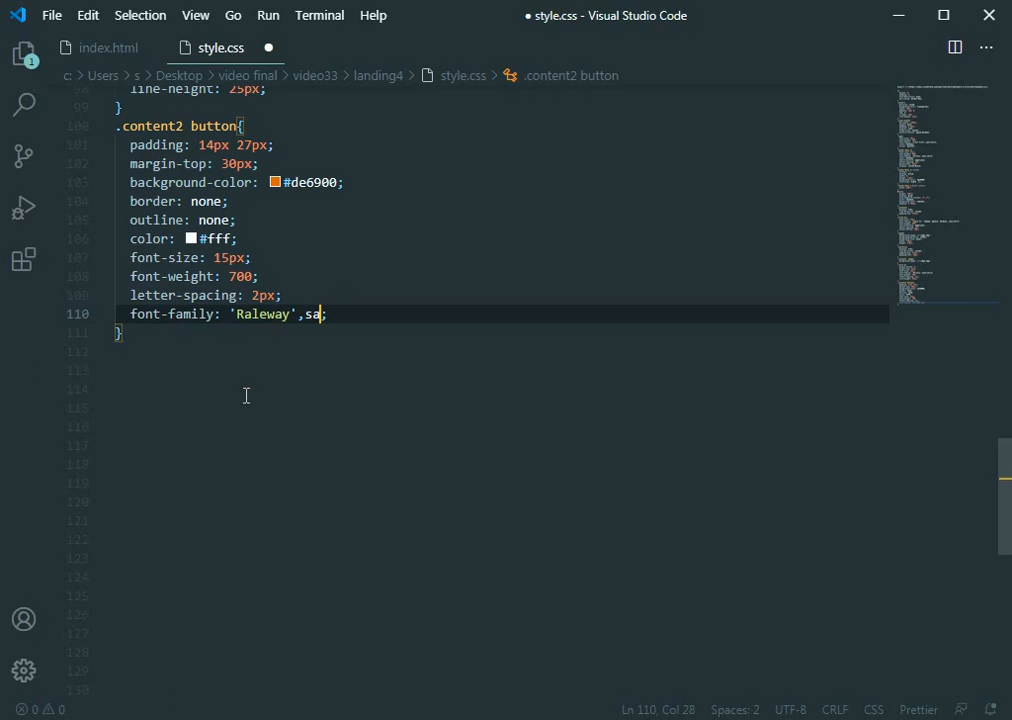 File Edit Selection View Go Run Terminal Help
● style.css - Visual Studio Code
index.html
style.css ●
c: > Users > s > Desktop > video final > video33 > landing4 > style.css > .content2 button
98 line-height: 25px;
99 }
100 .content2 button{
101 padding: 14px 27px;
102 margin-top: 30px;
103 background-color: #de6900;
104 border: none;
105 outline: none;
106 color: #fff;
107 font-size: 15px;
108 font-weight: 700;
109 letter-spacing: 2px;
110 font-family: 'Raleway',sa;
111 }
112
113
114
115
116
117
118
119
120
121
122
123
124
125
126
127
128
129
130
1
0 0
Ln 110, Col 28 Spaces: 2 UTF-8 CRLF CSS Prettier